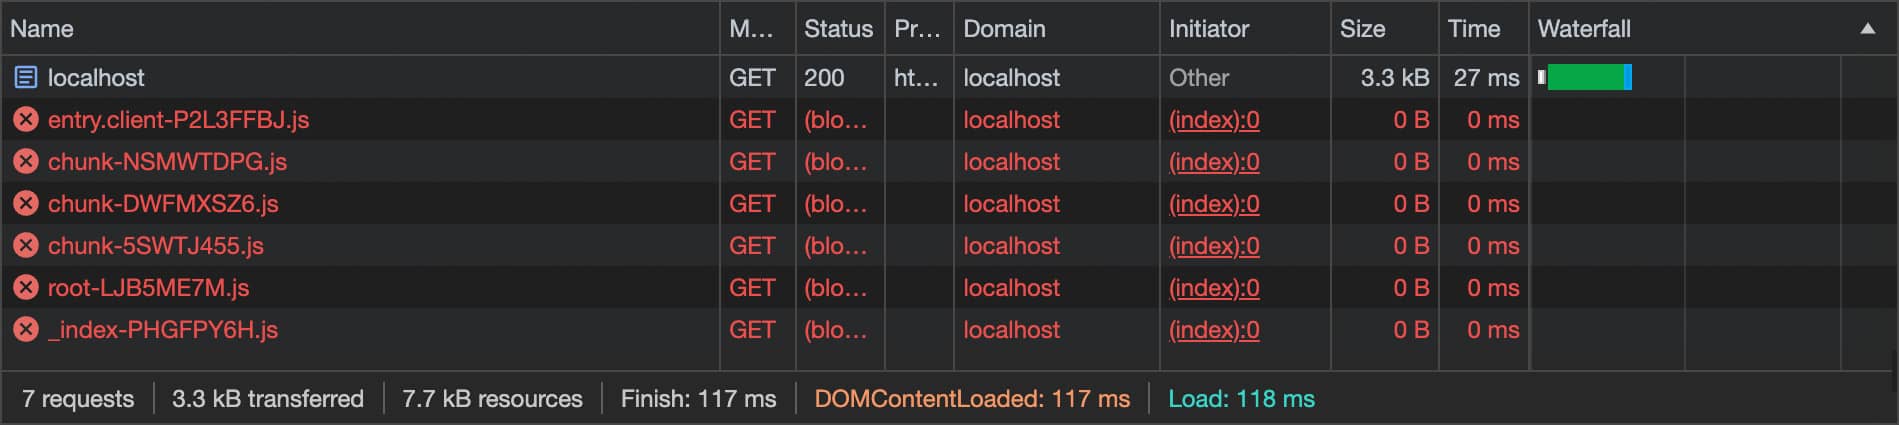 Name M... Status Pr... Domain Initiator Size Time Waterfall
localhost GET 200 ht... localhost Other 3.3 kB 27 ms
entry.client-P2L3FFBJ.js GET (blo... localhost (index):0 0 B 0 ms
chunk-NSMWTDPG.js GET (blo... localhost (index):0 0 B 0 ms
chunk-DWFMXSZ6.js GET (blo... localhost (index):0 0 B 0 ms
chunk-5SWTJ455.js GET (blo... localhost (index):0 0 B 0 ms
root-LJB5ME7M.js GET (blo... localhost (index):0 0 B 0 ms
_index-PHGFPY6H.js GET (blo... localhost (index):0 0 B 0 ms
7 requests 3.3 kB transferred 7.7 kB resources Finish: 117 ms DOMContentLoaded: 117 ms Load: 118 ms